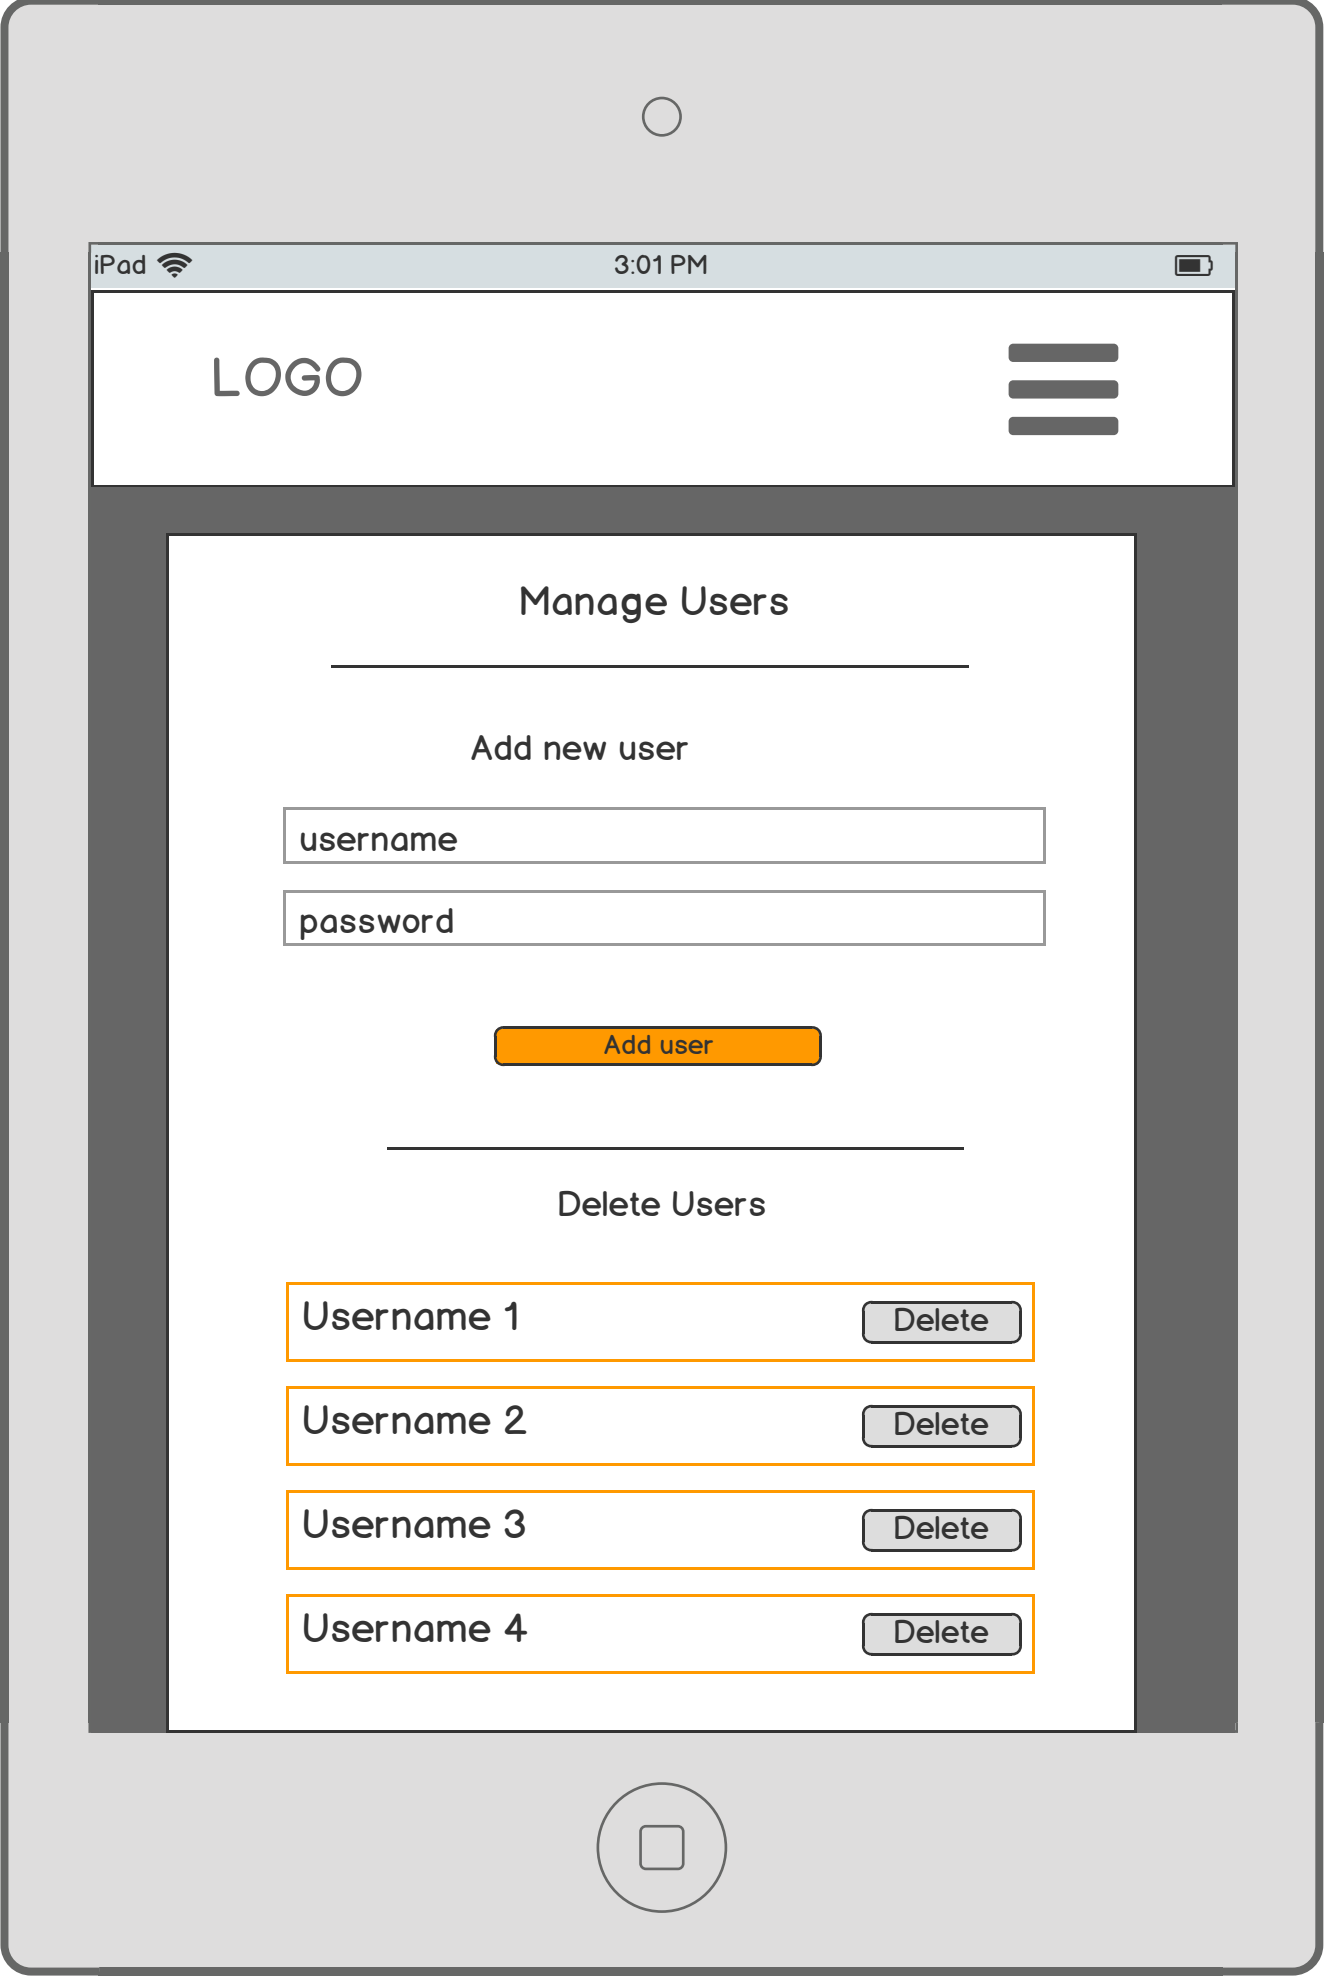 iPad 3:01 PM
LOGO
Manage Users
Add new user
username
password
Add user
Delete Users
Username 1 Delete
Username 2 Delete
Username 3 Delete
Username 4 Delete